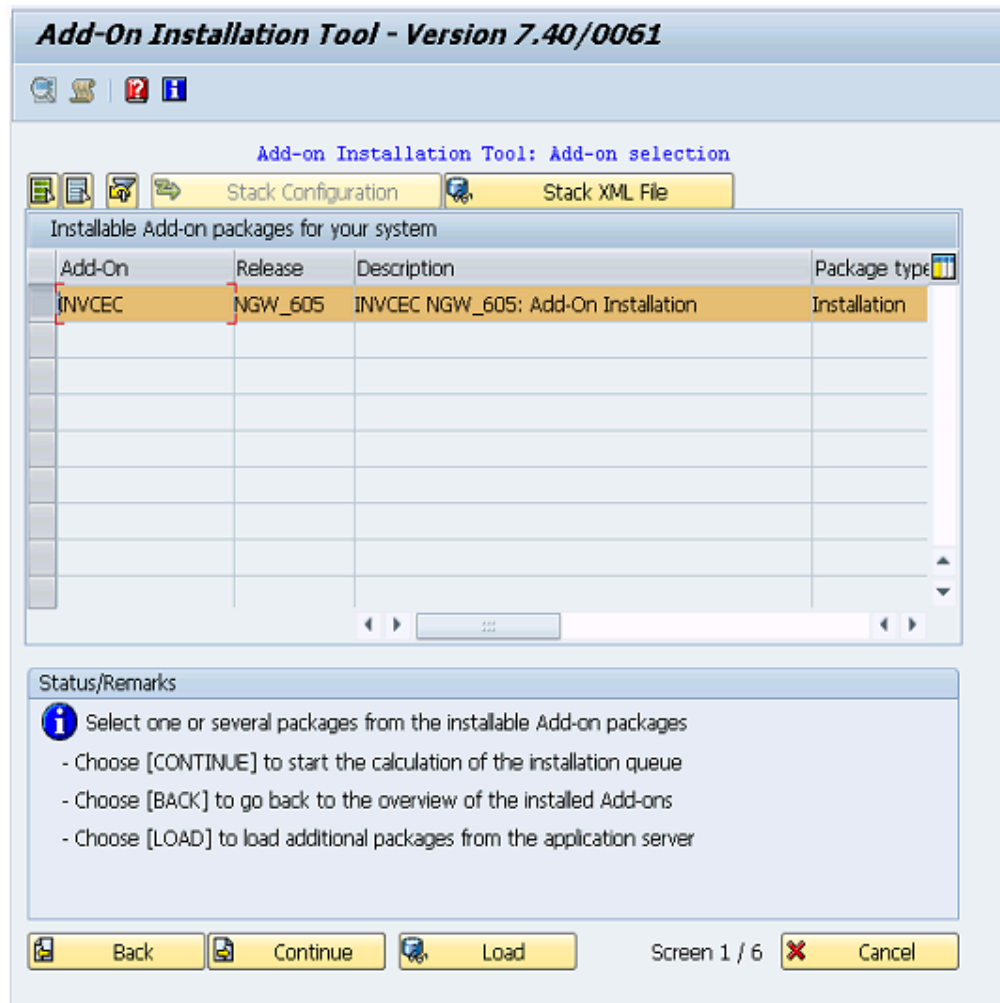 Add-On Installation Tool - Version 7.40/0061
Add-on Installation Tool: Add-on selection
Stack Configuration Stack XML File
Installable Add-on packages for your system
Add-On Release Description Package type
INVCEC NGW_605 INVCEC NGW_605: Add-On Installation Installation
Status/Remarks
Select one or several packages from the installable Add-on packages
- Choose [CONTINUE] to start the calculation of the installation queue
- Choose [BACK] to go back to the overview of the installed Add-ons
- Choose [LOAD] to load additional packages from the application server
Back Continue Load Screen 1 / 6 Cancel